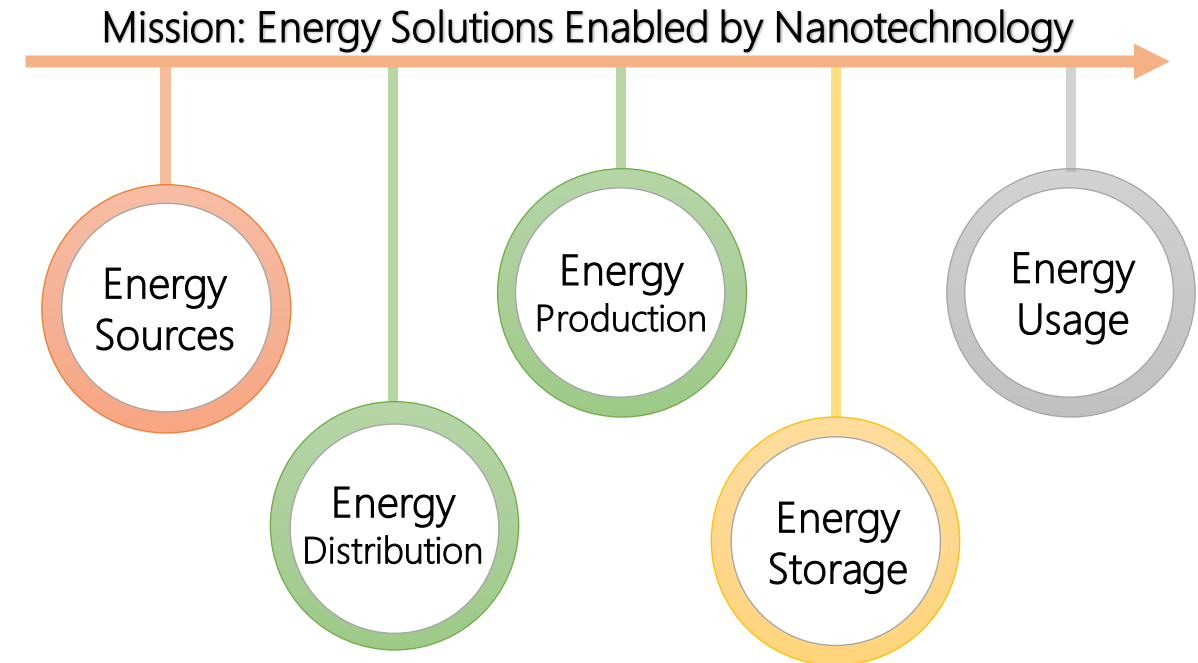 Mission: Energy Solutions Enabled by Nanotechnology
Energy
Sources
Energy
Distribution
Energy
Production
Energy
Storage
Energy
Usage